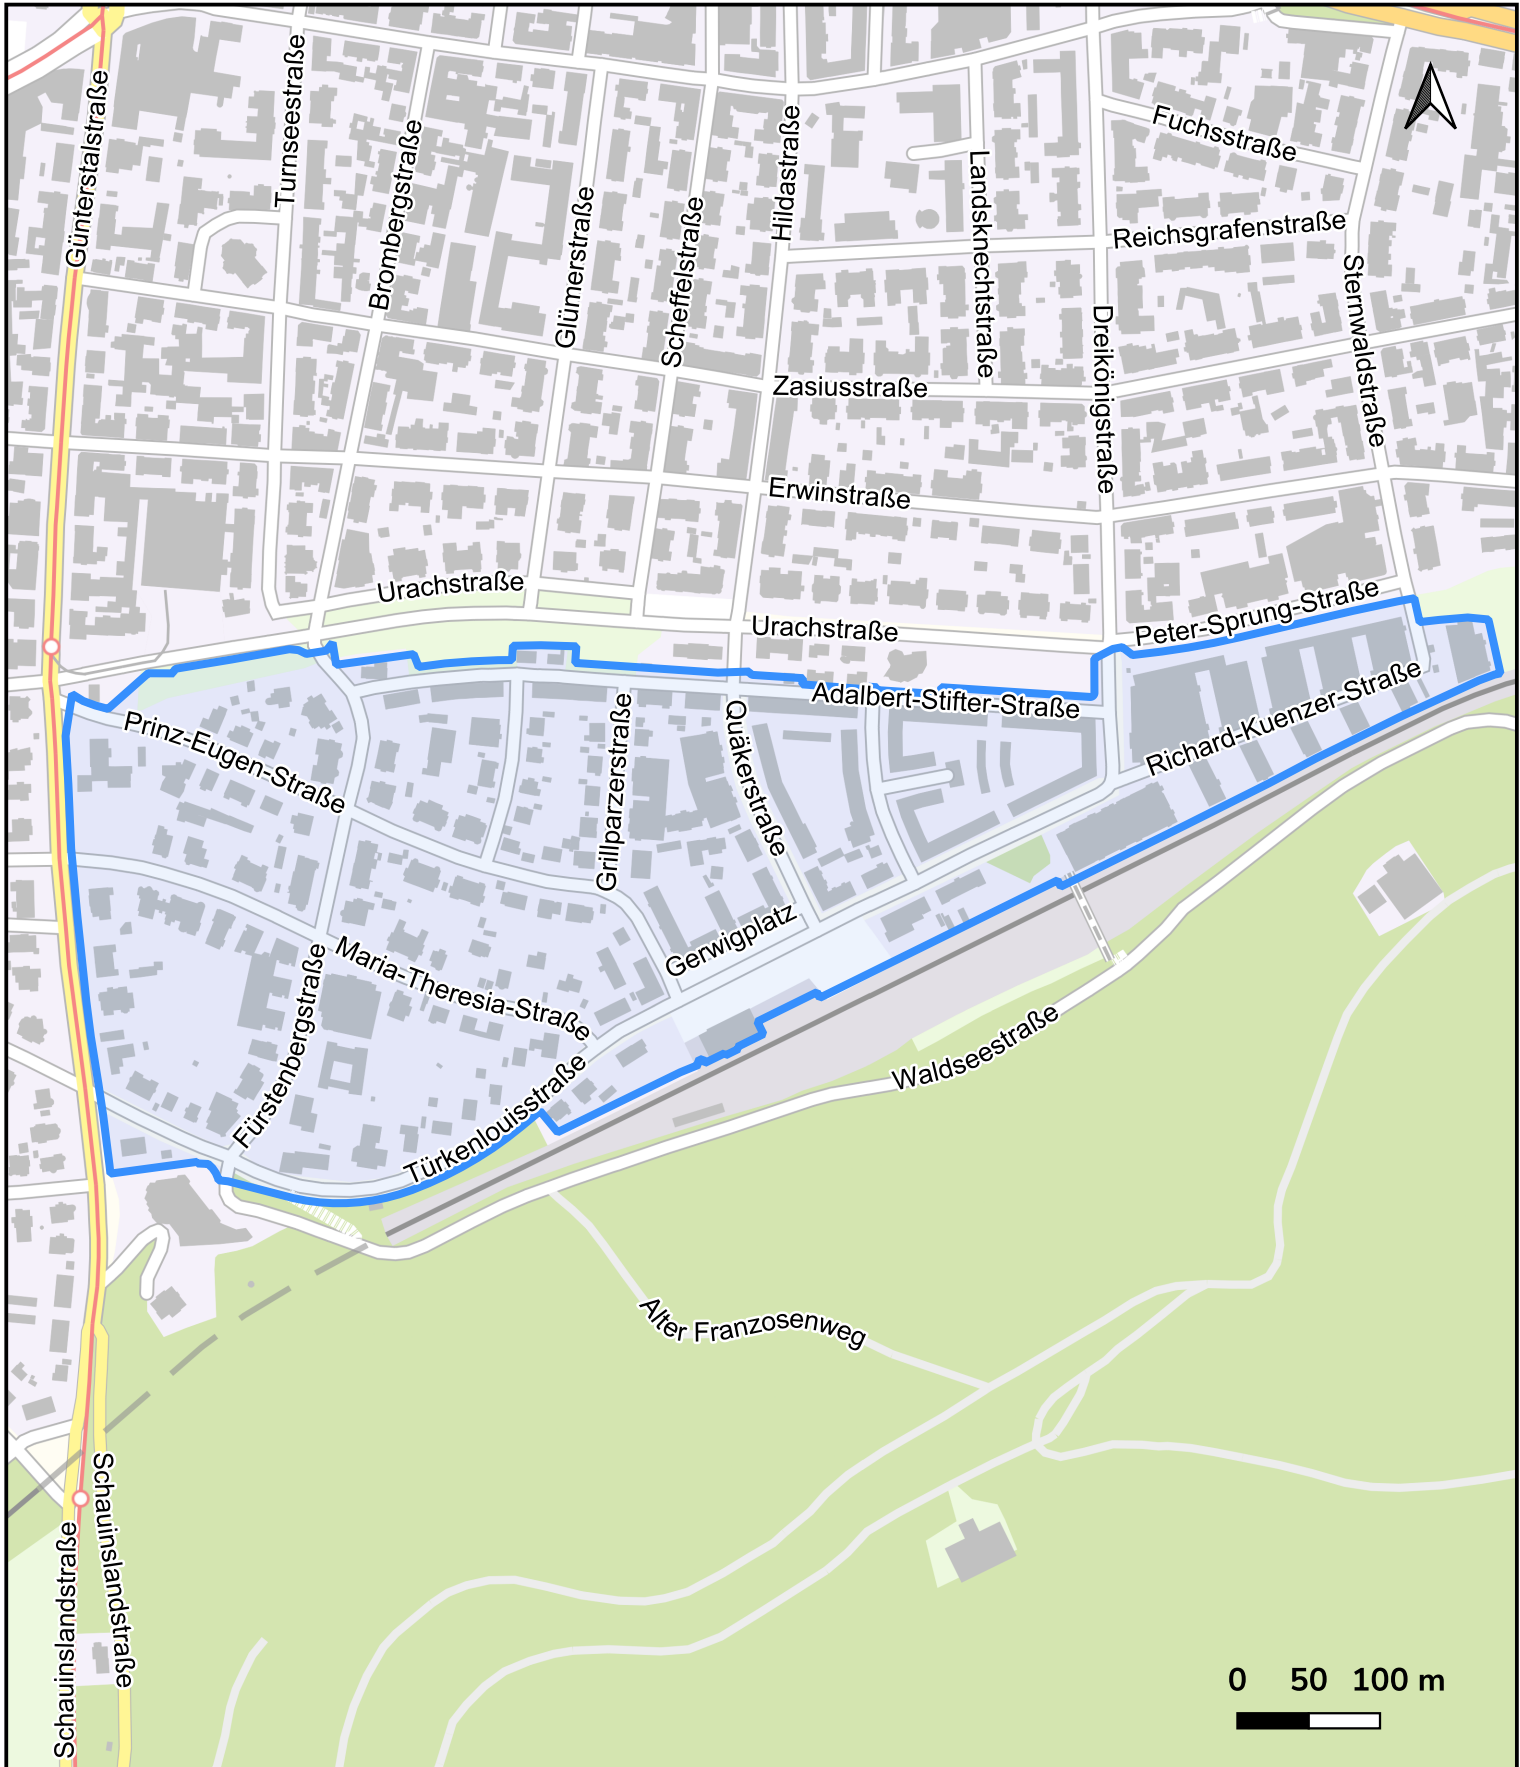 Günterstalstraße
Turnseestraße
Brombergstraße
Glümerstraße
Scheffelstraße
Hildastraße
Landsknechtstraße
Fuchsstraße
Reichsgrafenstraße
Sternwaldstraße
Dreikönigstraße
Zasiusstraße
Erwinstraße
Urachstraße
Urachstraße
Peter-Sprung-Straße
Adalbert-Stifter-Straße
Richard-Kuenzer-Straße
Prinz-Eugen-Straße
Grillparzerstraße
Quäkerstraße
Gerwigplatz
Maria-Theresia-Straße
Fürstenbergstraße
Türkenlouisstraße
Waldseestraße
Alter Franzosenweg
Schauinslandstraße
Schauinslandstraße
0 50 100 m